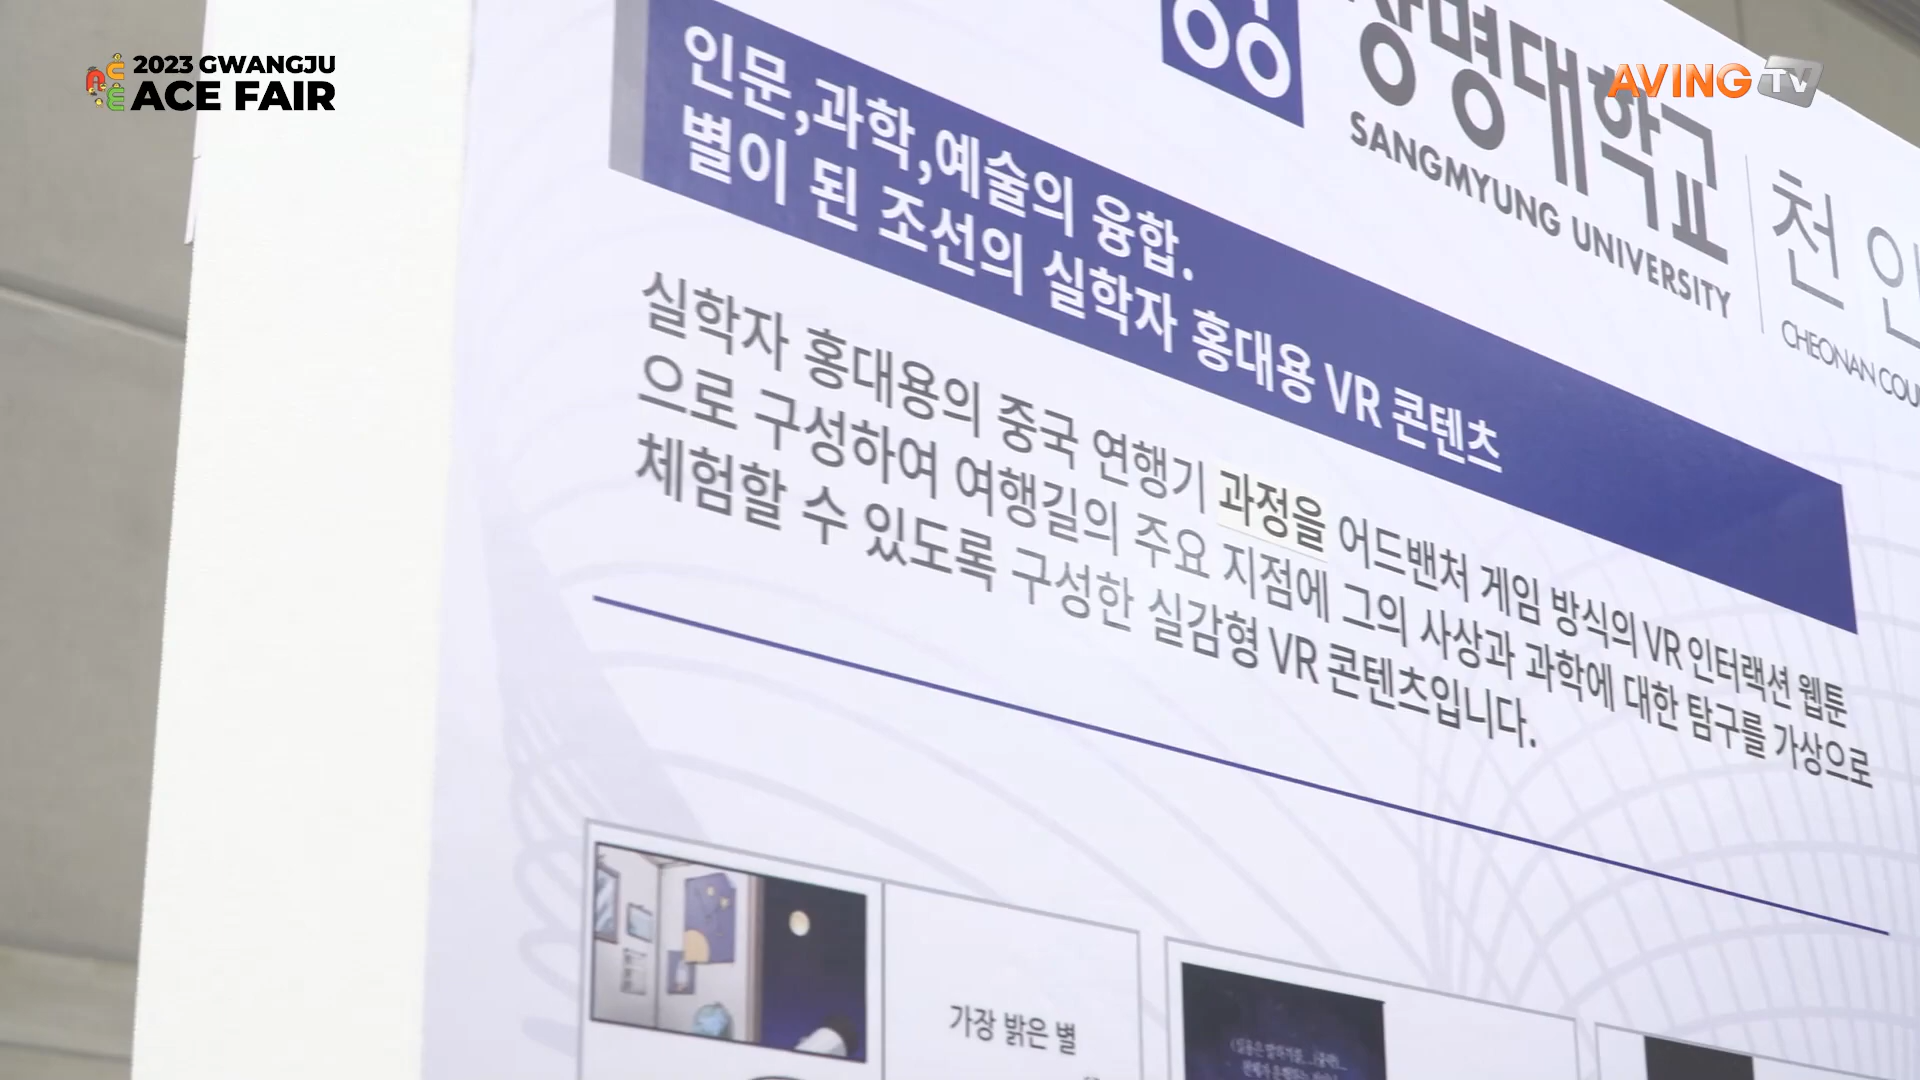 2023 GWANGJU
ACE FAIR
AVING TV
상명대학교
SANGMYUNG UNIVERSITY
천안
CHEONAN COU
인문,과학,예술의 융합.
별이 된 조선의 실학자 홍대용 VR 콘텐츠
실학자 홍대용의 중국 연행기 과정을 어드밴처 게임 방식의 VR 인터랙션 웹툰
으로 구성하여 여행길의 주요 지점에 그의 사상과 과학에 대한 탐구를 가상으로
체험할 수 있도록 구성한 실감형 VR 콘텐츠입니다.
가장 밝은 별